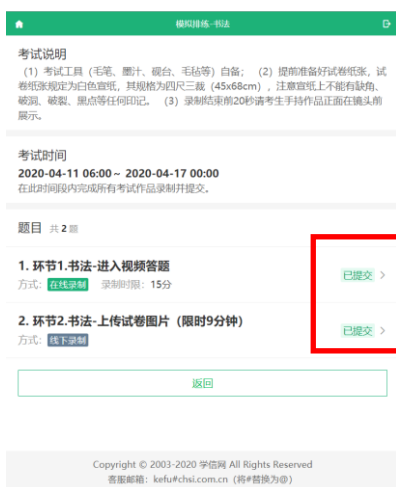 模拟排练-书法
考试说明
（1）考试工具（毛笔、墨汁、砚台、毛毡等）自备； （2）提前准备好试卷纸张，试
卷纸张规定为白色宣纸，其规格为四尺三裁（45x68cm），注意宣纸上不能有缺角、
破洞、破裂、黑点等任何印记。 （3）录制结束前20秒请考生手持作品正面在镜头前
展示。
考试时间
2020-04-11 06:00 ~ 2020-04-17 00:00
在此时间段内完成所有考试作品录制并提交。
题目 共 2 题
1. 环节1.书法-进入视频答题
方式: 在线录制 录制时限: 15分
已提交 >
2. 环节2.书法-上传试卷图片（限时9分钟）
方式: 线下录制
已提交 >
返回
Copyright © 2003-2020 学信网 All Rights Reserved
客服邮箱：kefu#chsi.com.cn（将#替换为@）